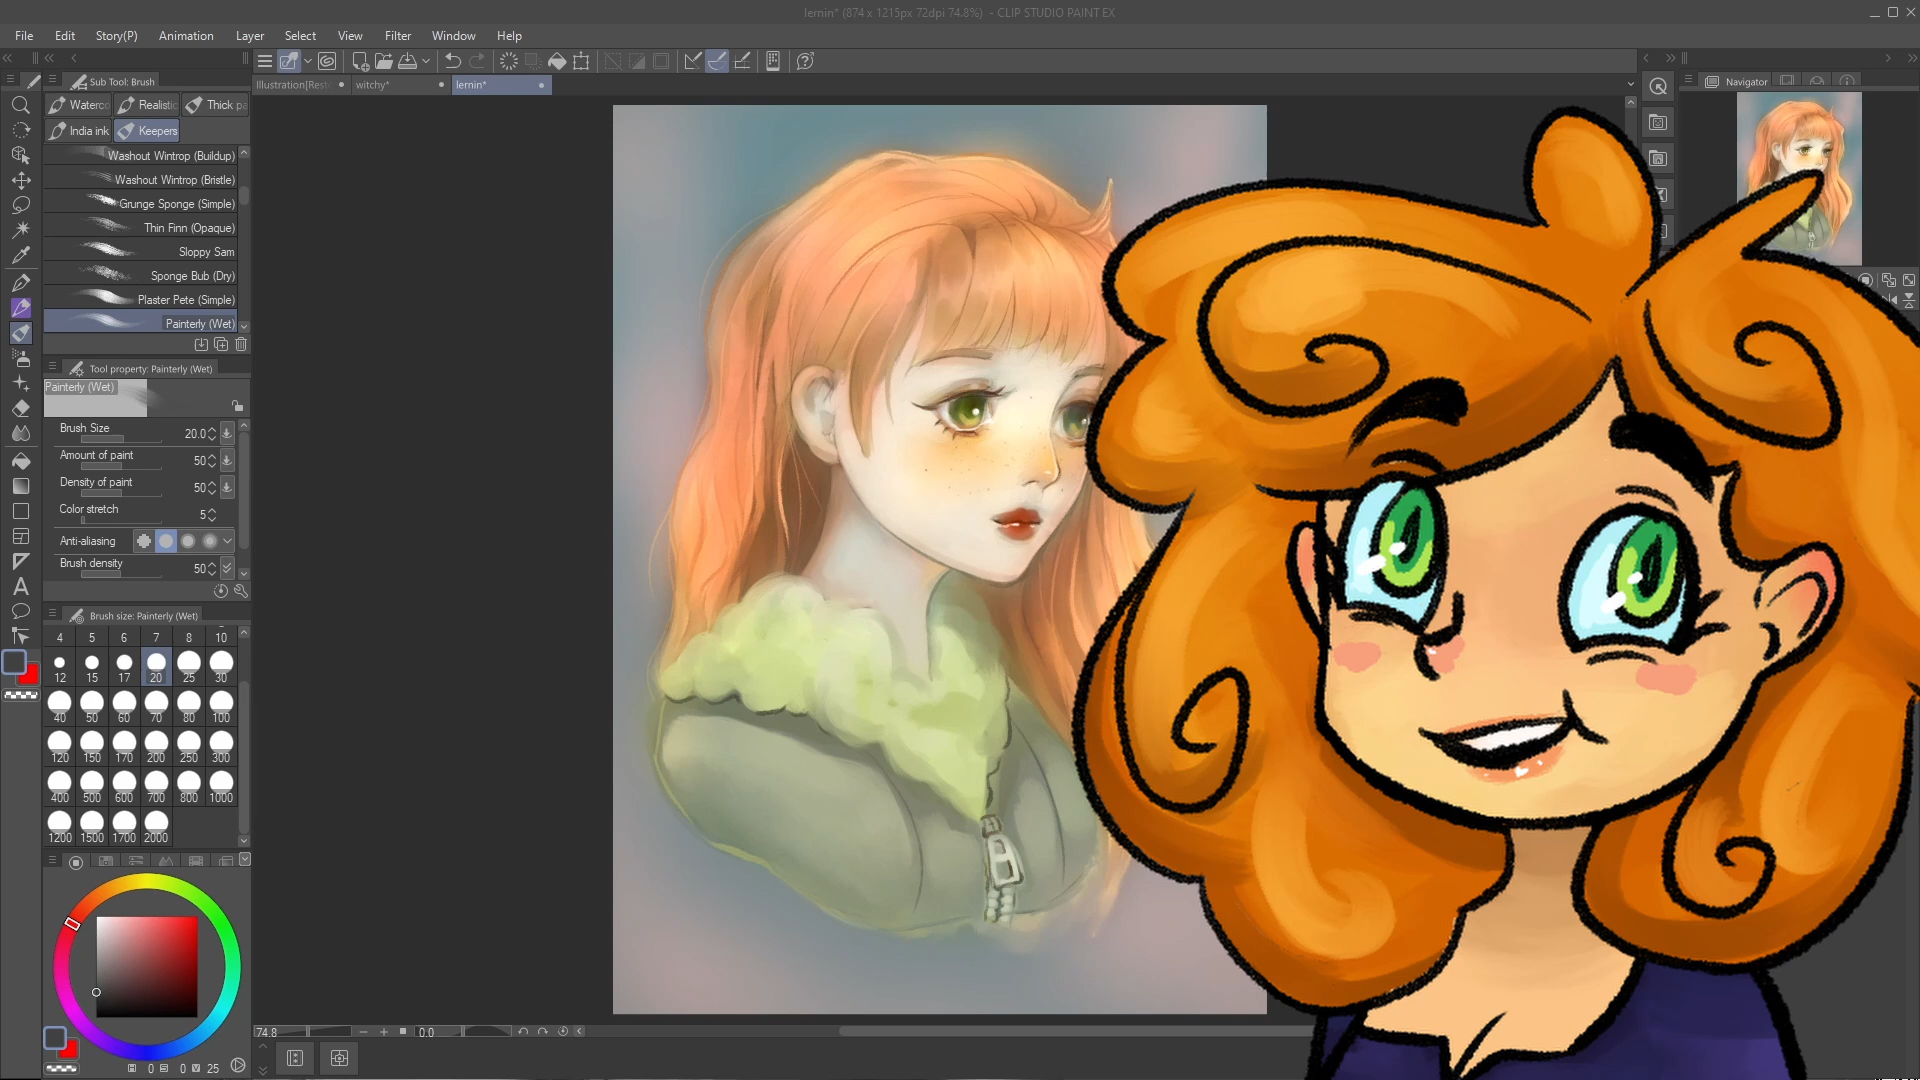 lernin* (874 x 1215px 72dpi 74.8%) - CLIP STUDIO PAINT EX
File Edit Story(P) Animation Layer Select View Filter Window Help
Sub Tool: Brush
Illustration[Rest witchy* lernin*
Navigator
Waterco Realistic Thick pa
India ink Keepers
Washout Wintrop (Buildup)
Washout Wintrop (Bristle)
Grunge Sponge (Simple)
Thin Finn (Opaque)
Sloppy Sam
Sponge Bub (Dry)
Plaster Pete (Simple)
Painterly (Wet)
Tool property: Painterly (Wet)
Painterly (Wet)
Brush Size 20.0
Amount of paint 50
Density of paint 50
Color stretch 5
Anti-aliasing
Brush density 50
Brush size: Painterly (Wet)
4 5 6 7 8 10
12 15 17 20 25 30
40 50 60 70 80 100
120 150 170 200 250 300
400 500 600 700 800 1000
1200 1500 1700 2000
74.8 0.0
0 0 25